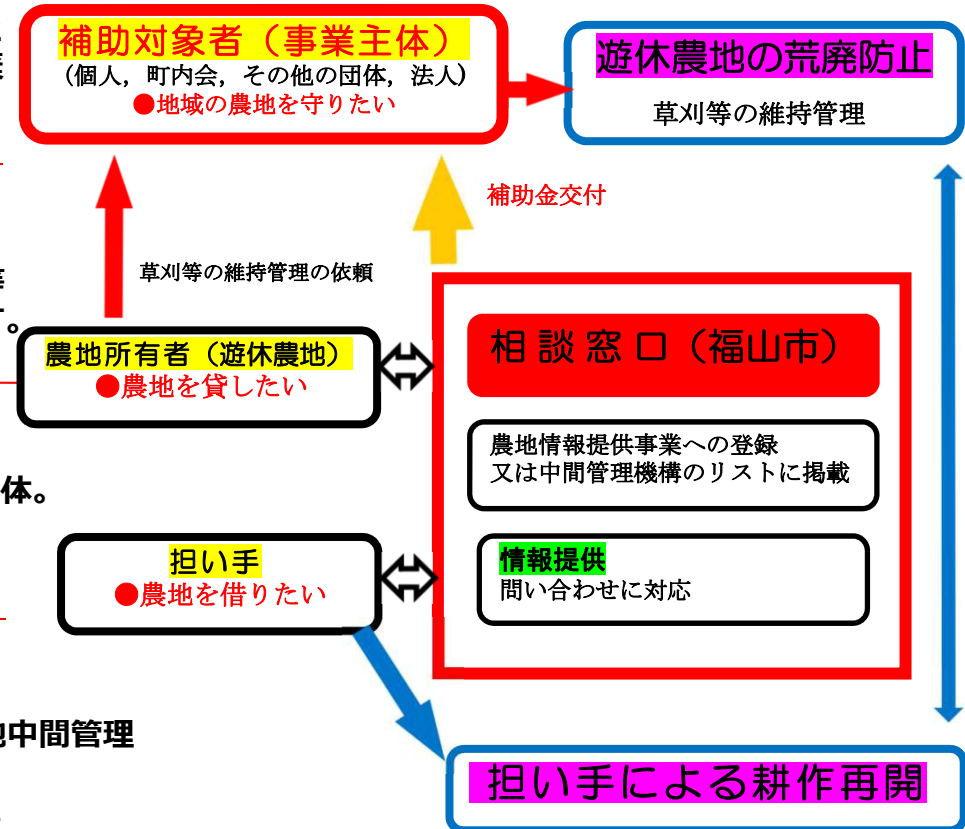 補助対象者（事業主体）
（個人，町内会，その他の団体，法人）
●地域の農地を守りたい
遊休農地の荒廃防止
草刈等の維持管理
補助金交付
草刈等の維持管理の依頼
。
農地所有者（遊休農地）
●農地を貸したい
相談窓口（福山市）
農地情報提供事業への登録
又は中間管理機構のリストに掲載
体。
担い手
●農地を借りたい
情報提供
問い合わせに対応
中間管理
担い手による耕作再開